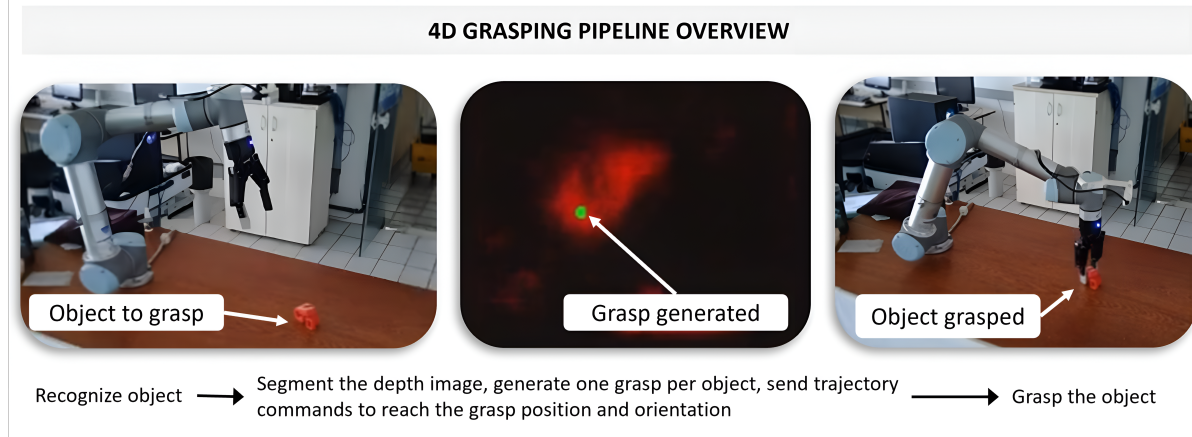 4D GRASPING PIPELINE OVERVIEW
Object to grasp
Grasp generated
Object grasped
Recognize object
Segment the depth image, generate one grasp per object, send trajectory
commands to reach the grasp position and orientation
Grasp the object